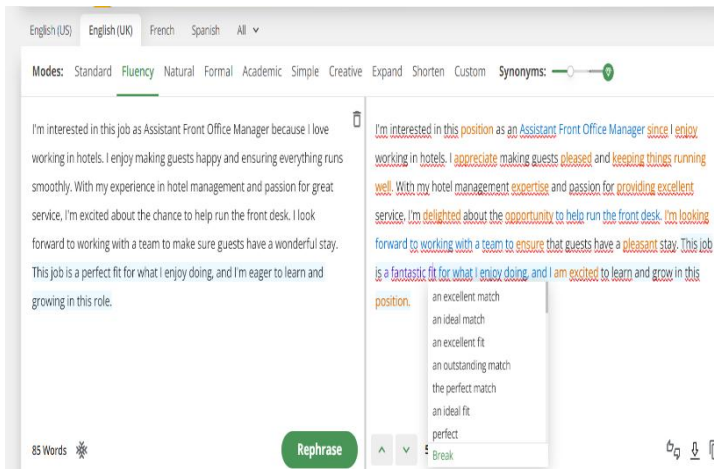 English (US) English (UK) French Spanish All
Modes: Standard Fluency Natural Formal Academic Simple Creative Expand Shorten Custom Synonyms:
I'm interested in this job as Assistant Front Office Manager because I love
working in hotels. I enjoy making guests happy and ensuring everything runs
smoothly. With my experience in hotel management and passion for great
service, I'm excited about the chance to help run the front desk. I look
forward to working with a team to make sure guests have a wonderful stay.
This job is a perfect fit for what I enjoy doing, and I'm eager to learn and
growing in this role.
85 Words
Rephrase
I'm interested in this position as an Assistant Front Office Manager since I enjoy
working in hotels. I appreciate making guests pleased and keeping things running
well. With my hotel management expertise and passion for providing excellent
service, I'm delighted about the opportunity to help run the front desk. I'm looking
forward to working with a team to ensure that guests have a pleasant stay. This job
is a fantastic fit for what I enjoy doing, and I am excited to learn and grow in this
position.
an excellent match
an ideal match
an excellent fit
an outstanding match
the perfect match
an ideal fit
perfect
Break